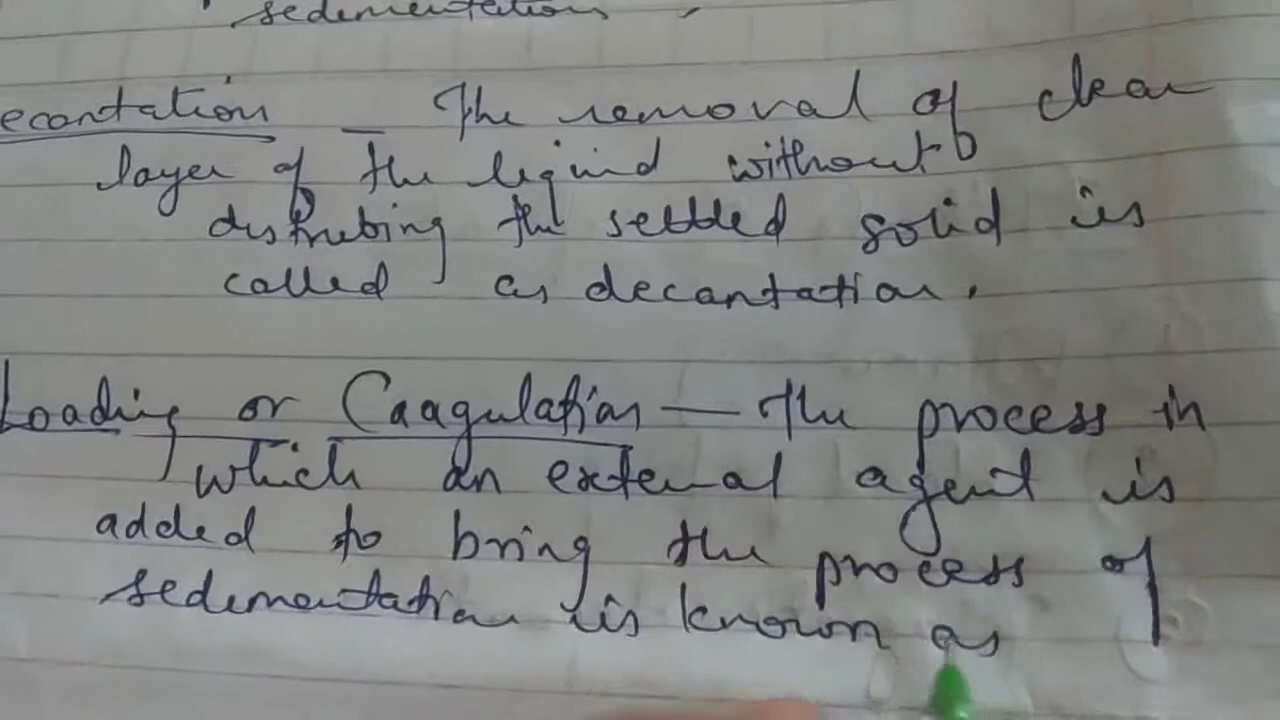 sedimentation
ecantation — The removal of clear
layer of the liquid without
distrubing the settled solid is
called as decantation.
Loading or Coagulation — The process in
which an external agent is
added to bring the process of
sedimentation is known as